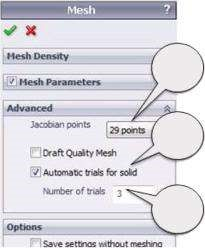 Mesh ?
Mesh Density
Mesh Parameters
Advanced
Jacobian points
29 points
Draft Quality Mesh
Automatic trials for solid
Number of trials 3
Options
Save settings without meshing